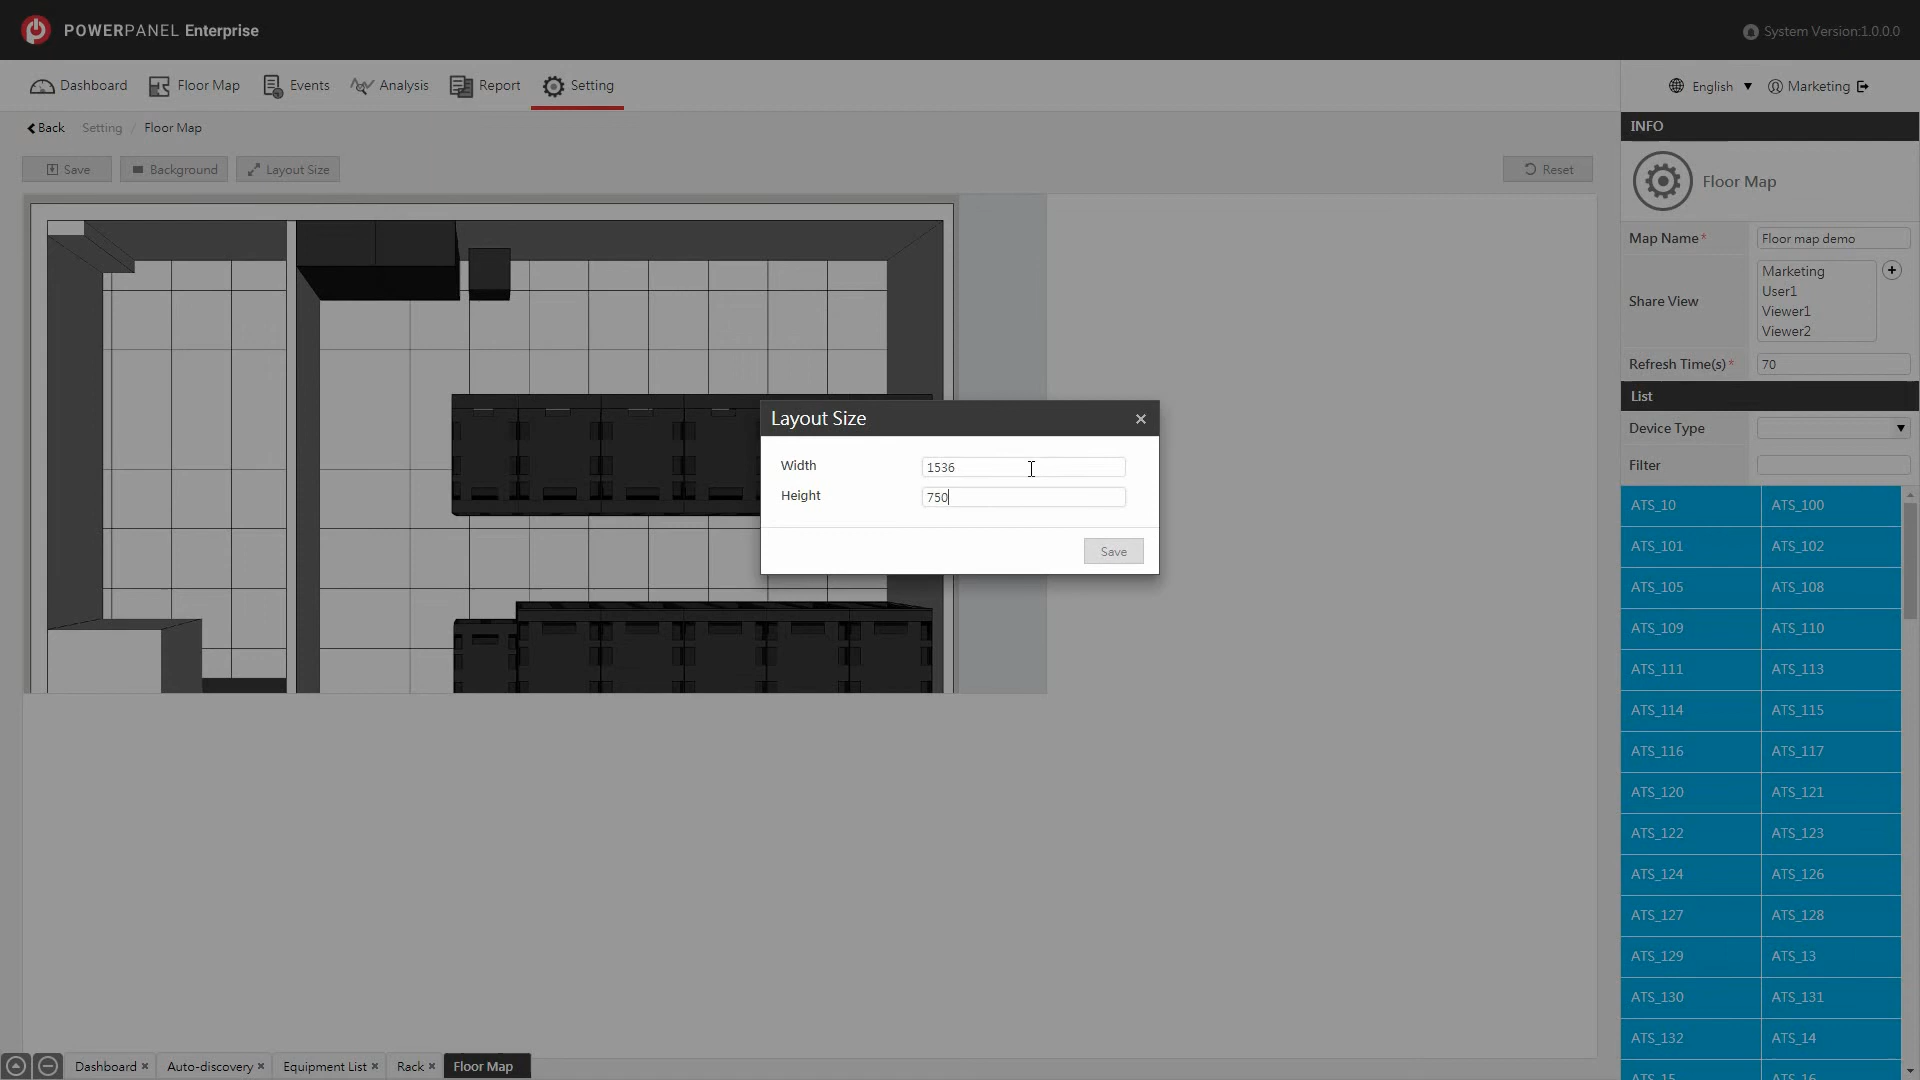 POWERPANEL Enterprise
System Version:1.0.0.0
Dashboard
Floor Map
Events
Analysis
Report
Setting
English
Marketing
Back
Setting / Floor Map
Save
Background
Layout Size
Reset
INFO
Floor Map
Map Name* Floor map demo
Share View
Marketing
User1
Viewer1
Viewer2
Refresh Time(s)* 70
List
Device Type
Filter
Layout Size
Width 1536
Height 750
Save
ATS_10 ATS_100
ATS_101 ATS_102
ATS_105 ATS_108
ATS_109 ATS_110
ATS_111 ATS_113
ATS_114 ATS_115
ATS_116 ATS_117
ATS_120 ATS_121
ATS_122 ATS_123
ATS_124 ATS_126
ATS_127 ATS_128
ATS_129 ATS_13
ATS_130 ATS_131
ATS_132 ATS_14
ATS_15 ATS_16
Dashboard
Auto-discovery
Equipment List
Rack
Floor Map